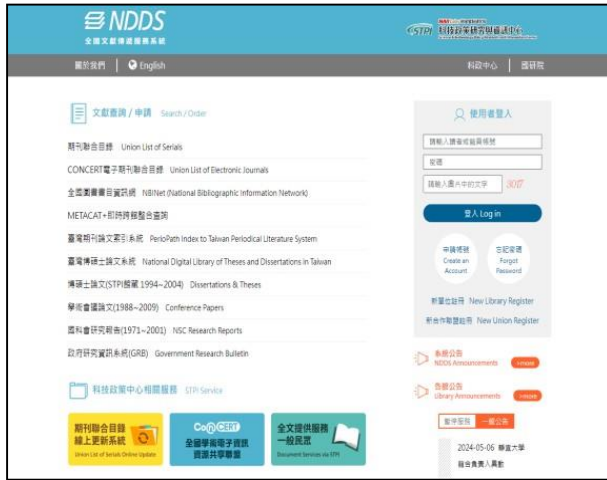 NDDS
全國文獻傳遞服務系統
STPI 科技政策研究與資訊中心
關於我們 | English
科政中心 | 國研院
文獻查詢 / 申請 Search / Order
期刊聯合目錄 Union List of Serials
CONCERT電子期刊聯合目錄 Union List of Electronic Journals
全國圖書書目資訊網 NBINet (National Bibliographic Information Network)
METACAT+即時跨館整合查詢
臺灣期刊論文索引系統 PerioPath Index to Taiwan Periodical Literature System
臺灣博碩士論文系統 National Digital Library of Theses and Dissertations in Taiwan
博碩士論文(STPI館藏 1994~2004) Dissertations & Theses
學術會議論文(1988~2009) Conference Papers
國科會研究報告(1971~2001) NSC Research Reports
政府研究資訊系統(GRB) Government Research Bulletin
科技政策中心相關服務 STPI Service
期刊聯合目錄
線上更新系統
Union List of Serials Online Update
CONCERT
全國學術電子資訊
資源共享聯盟
全文提供服務
一般民眾
Document Services via STPI
使用者登入
請輸入讀者或館員帳號
密碼
請輸入圖片中的文字 3017
登入 Log in
申請帳號
Create an
Account
忘記密碼
Forgot
Password
新單位註冊 New Library Register
新合作聯盟註冊 New Union Register
系統公告
NDDS Announcements
more
各館公告
Library Announcements
more
暫停服務 一般公告
2024-05-06 靜宜大學
館合負責人異動